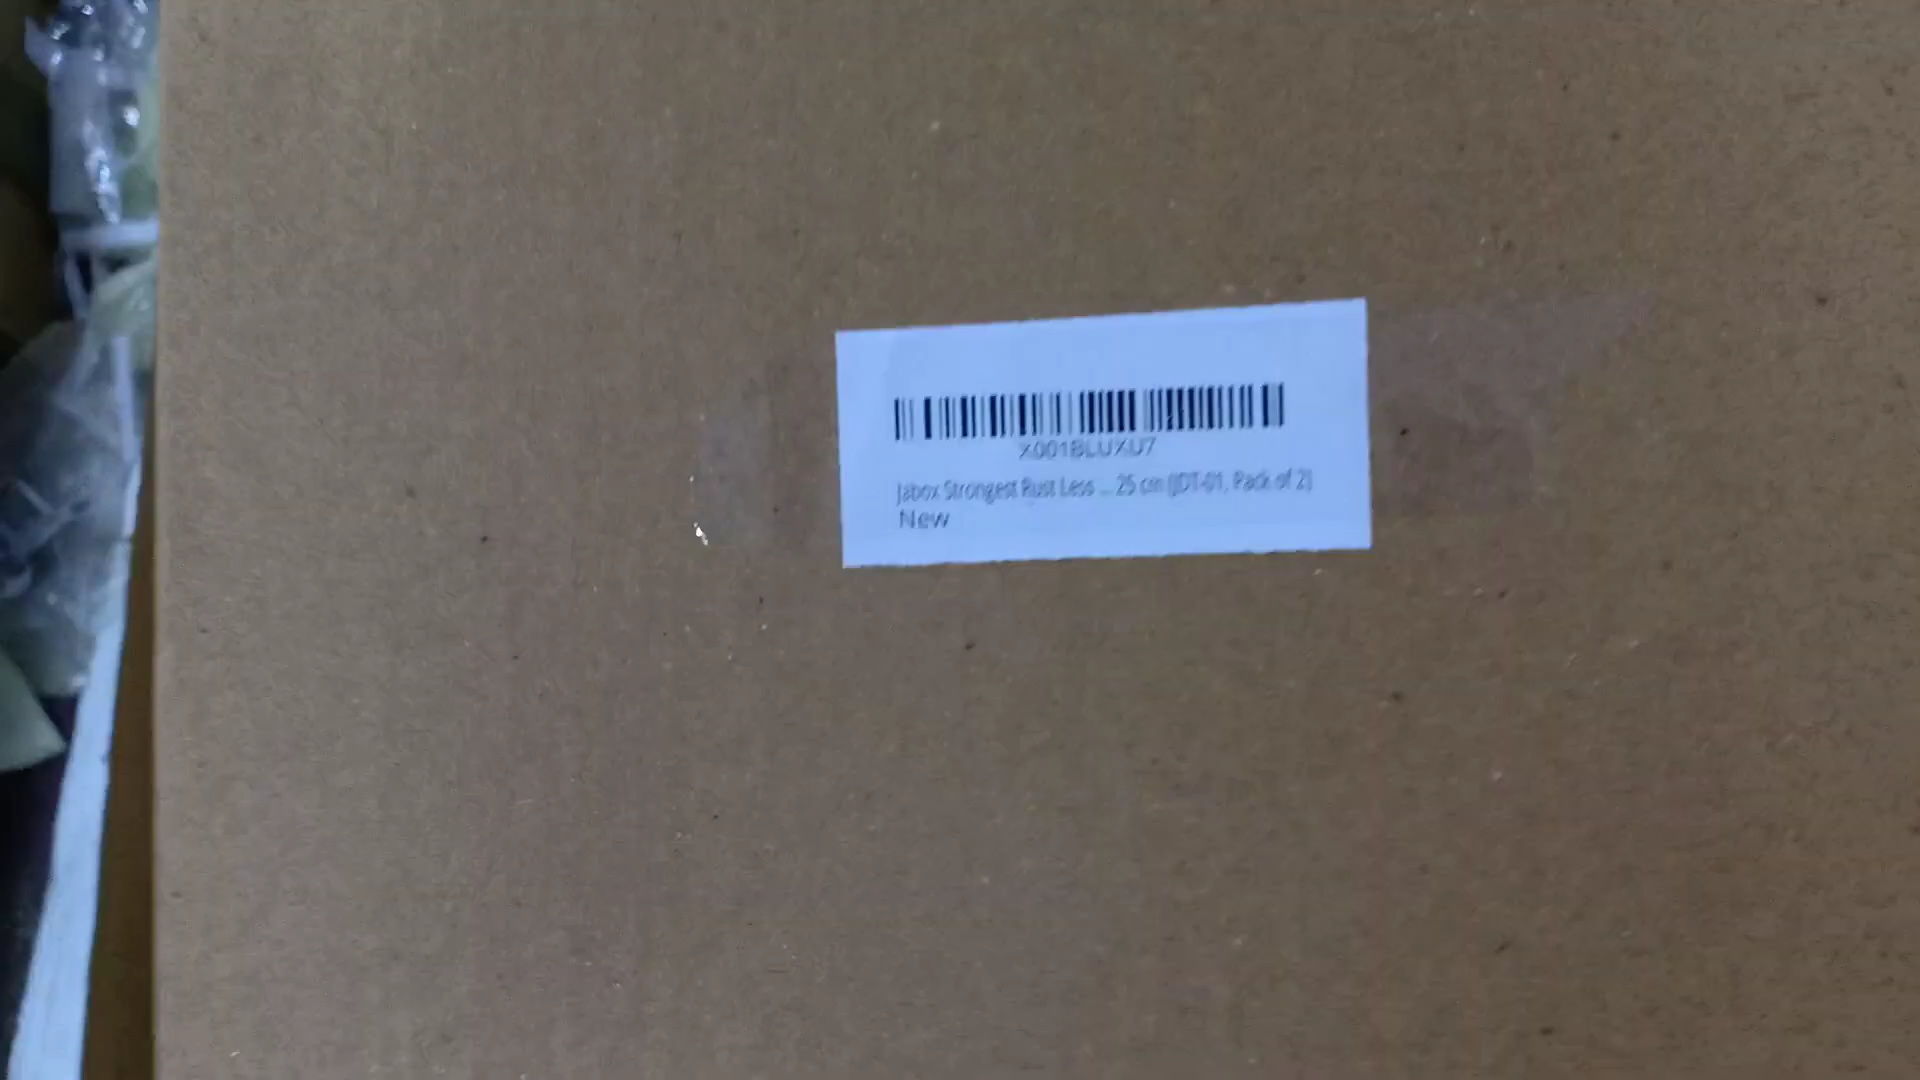 X001BLUXU7
Jabox Strongest Rust Less ... 25 cm (JDT-01, Pack of 2)
New